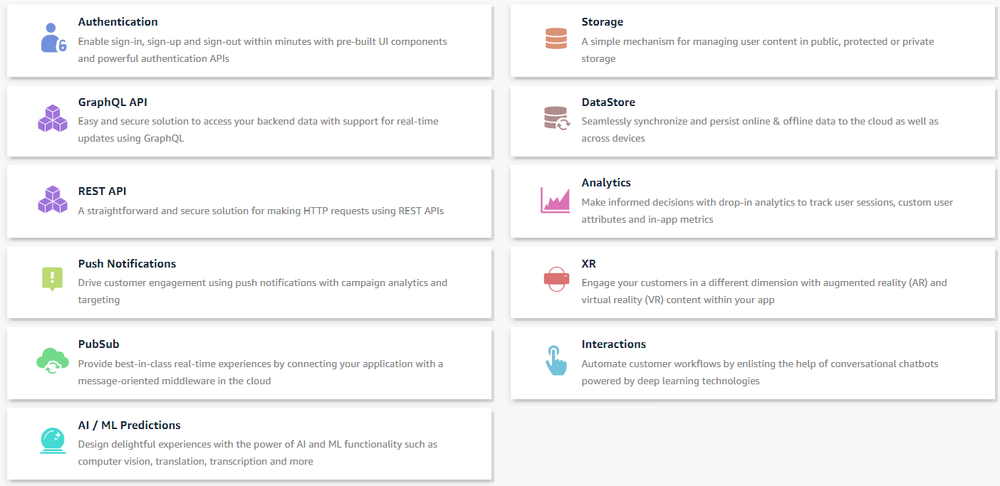 Authentication
Enable sign-in, sign-up and sign-out within minutes with pre-built UI components
and powerful authentication APIs
Storage
A simple mechanism for managing user content in public, protected or private
storage
GraphQL API
Easy and secure solution to access your backend data with support for real-time
updates using GraphQL
DataStore
Seamlessly synchronize and persist online & offline data to the cloud as well as
across devices
REST API
A straightforward and secure solution for making HTTP requests using REST APIs
Analytics
Make informed decisions with drop-in analytics to track user sessions, custom user
attributes and in-app metrics
Push Notifications
Drive customer engagement using push notifications with campaign analytics and
targeting
XR
Engage your customers in a different dimension with augmented reality (AR) and
virtual reality (VR) content within your app
PubSub
Provide best-in-class real-time experiences by connecting your application with a
message-oriented middleware in the cloud
Interactions
Automate customer workflows by enlisting the help of conversational chatbots
powered by deep learning technologies
AI / ML Predictions
Design delightful experiences with the power of AI and ML functionality such as
computer vision, translation, transcription and more